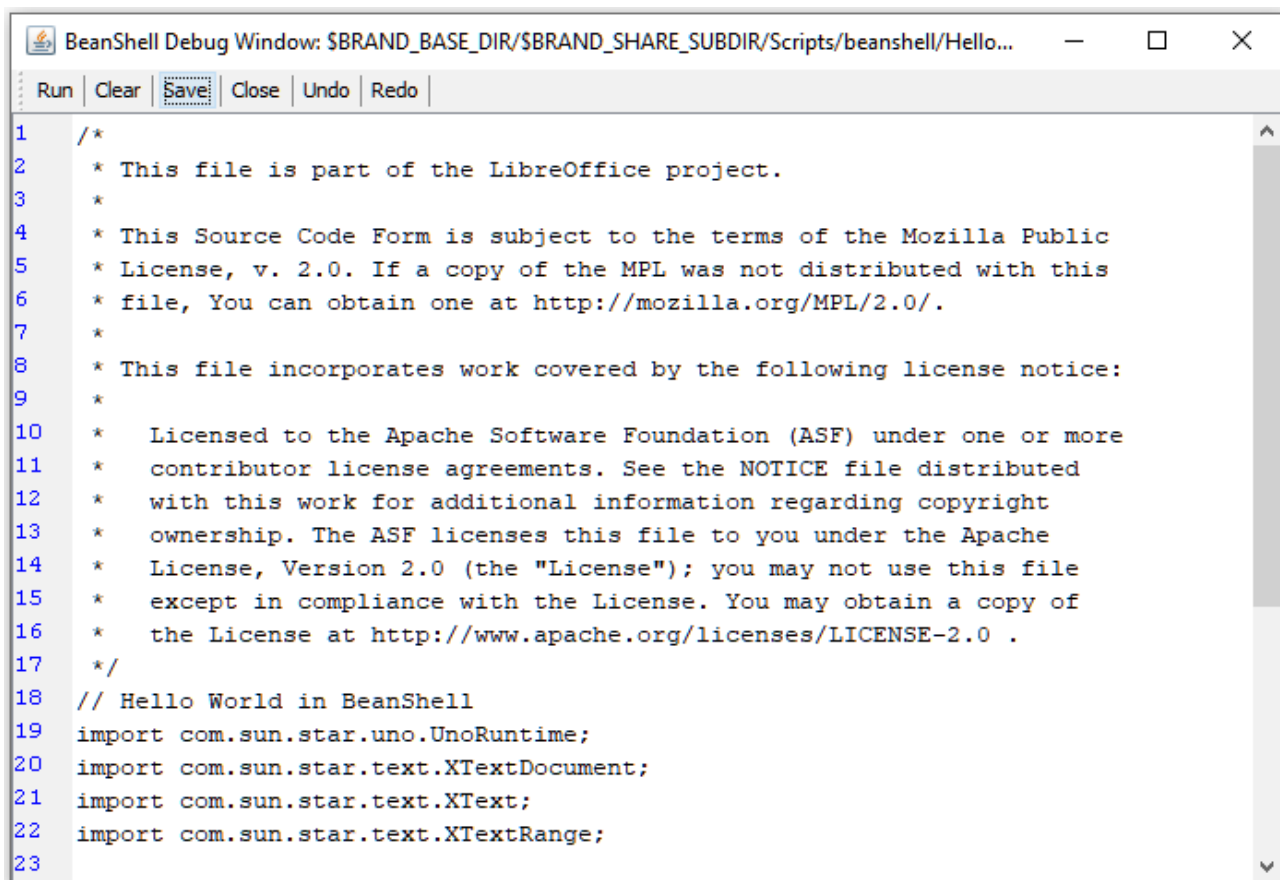 BeanShell Debug Window: $BRAND_BASE_DIR/$BRAND_SHARE_SUBDIR/Scripts/beanshell/Hello...
Run Clear Save Close Undo Redo
1 /*
2  * This file is part of the LibreOffice project.
3  *
4  * This Source Code Form is subject to the terms of the Mozilla Public
5  * License, v. 2.0. If a copy of the MPL was not distributed with this
6  * file, You can obtain one at http://mozilla.org/MPL/2.0/.
7  *
8  * This file incorporates work covered by the following license notice:
9  *
10  *   Licensed to the Apache Software Foundation (ASF) under one or more
11  *   contributor license agreements. See the NOTICE file distributed
12  *   with this work for additional information regarding copyright
13  *   ownership. The ASF licenses this file to you under the Apache
14  *   License, Version 2.0 (the "License"); you may not use this file
15  *   except in compliance with the License. You may obtain a copy of
16  *   the License at http://www.apache.org/licenses/LICENSE-2.0 .
17  */
18 // Hello World in BeanShell
19 import com.sun.star.uno.UnoRuntime;
20 import com.sun.star.text.XTextDocument;
21 import com.sun.star.text.XText;
22 import com.sun.star.text.XTextRange;
23